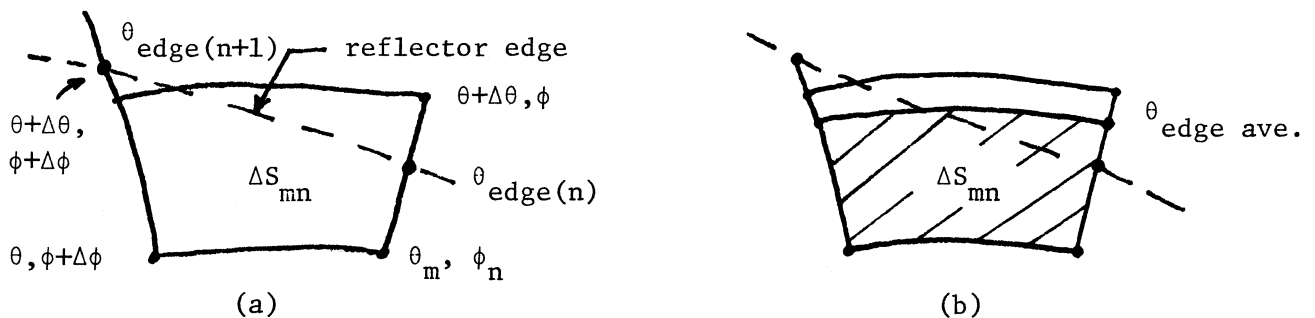 θedge(n+1)
reflector edge
θ+Δθ,
φ+Δφ
θ+Δθ,φ
ΔSmn
θedge(n)
θ,φ+Δφ
θm, φn
(a)
θedge ave.
ΔSmn
(b)